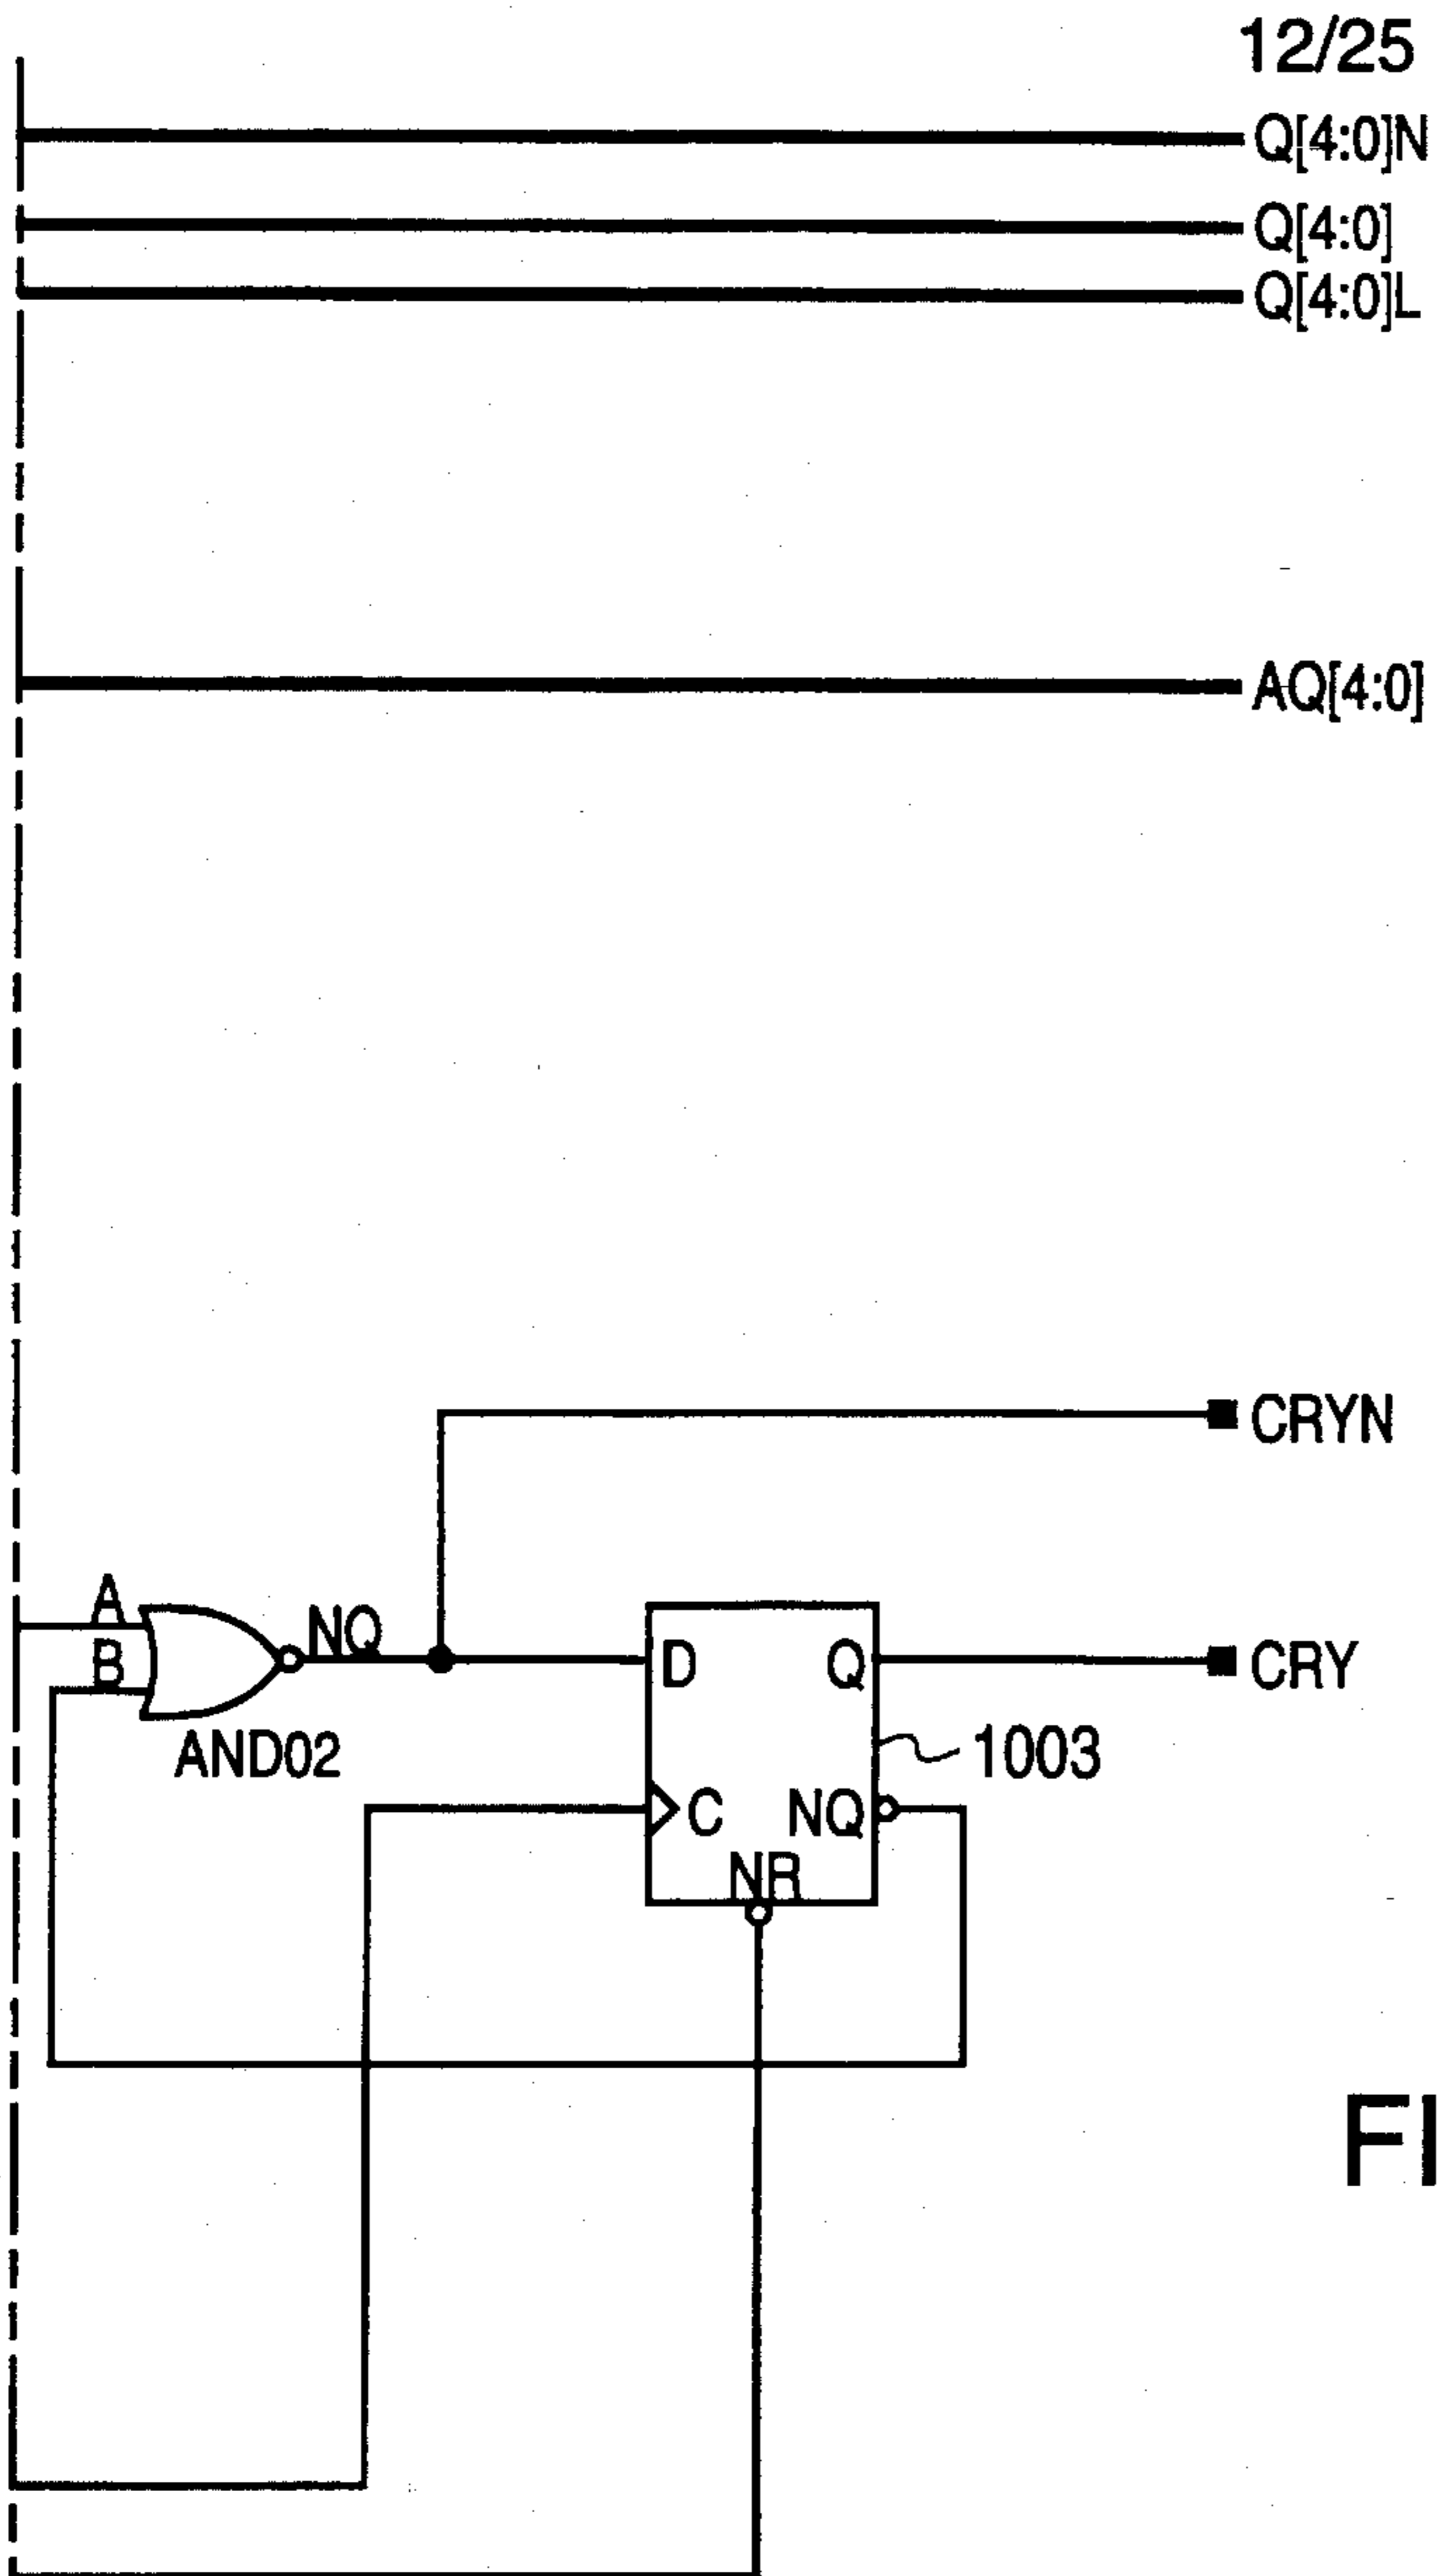 12/25
Q[4:0]N
Q[4:0]
Q[4:0]L
AQ[4:0]
CRYN
A
NQ
B
AND02
D
Q
CRY
1003
C
NQ
NR
FI